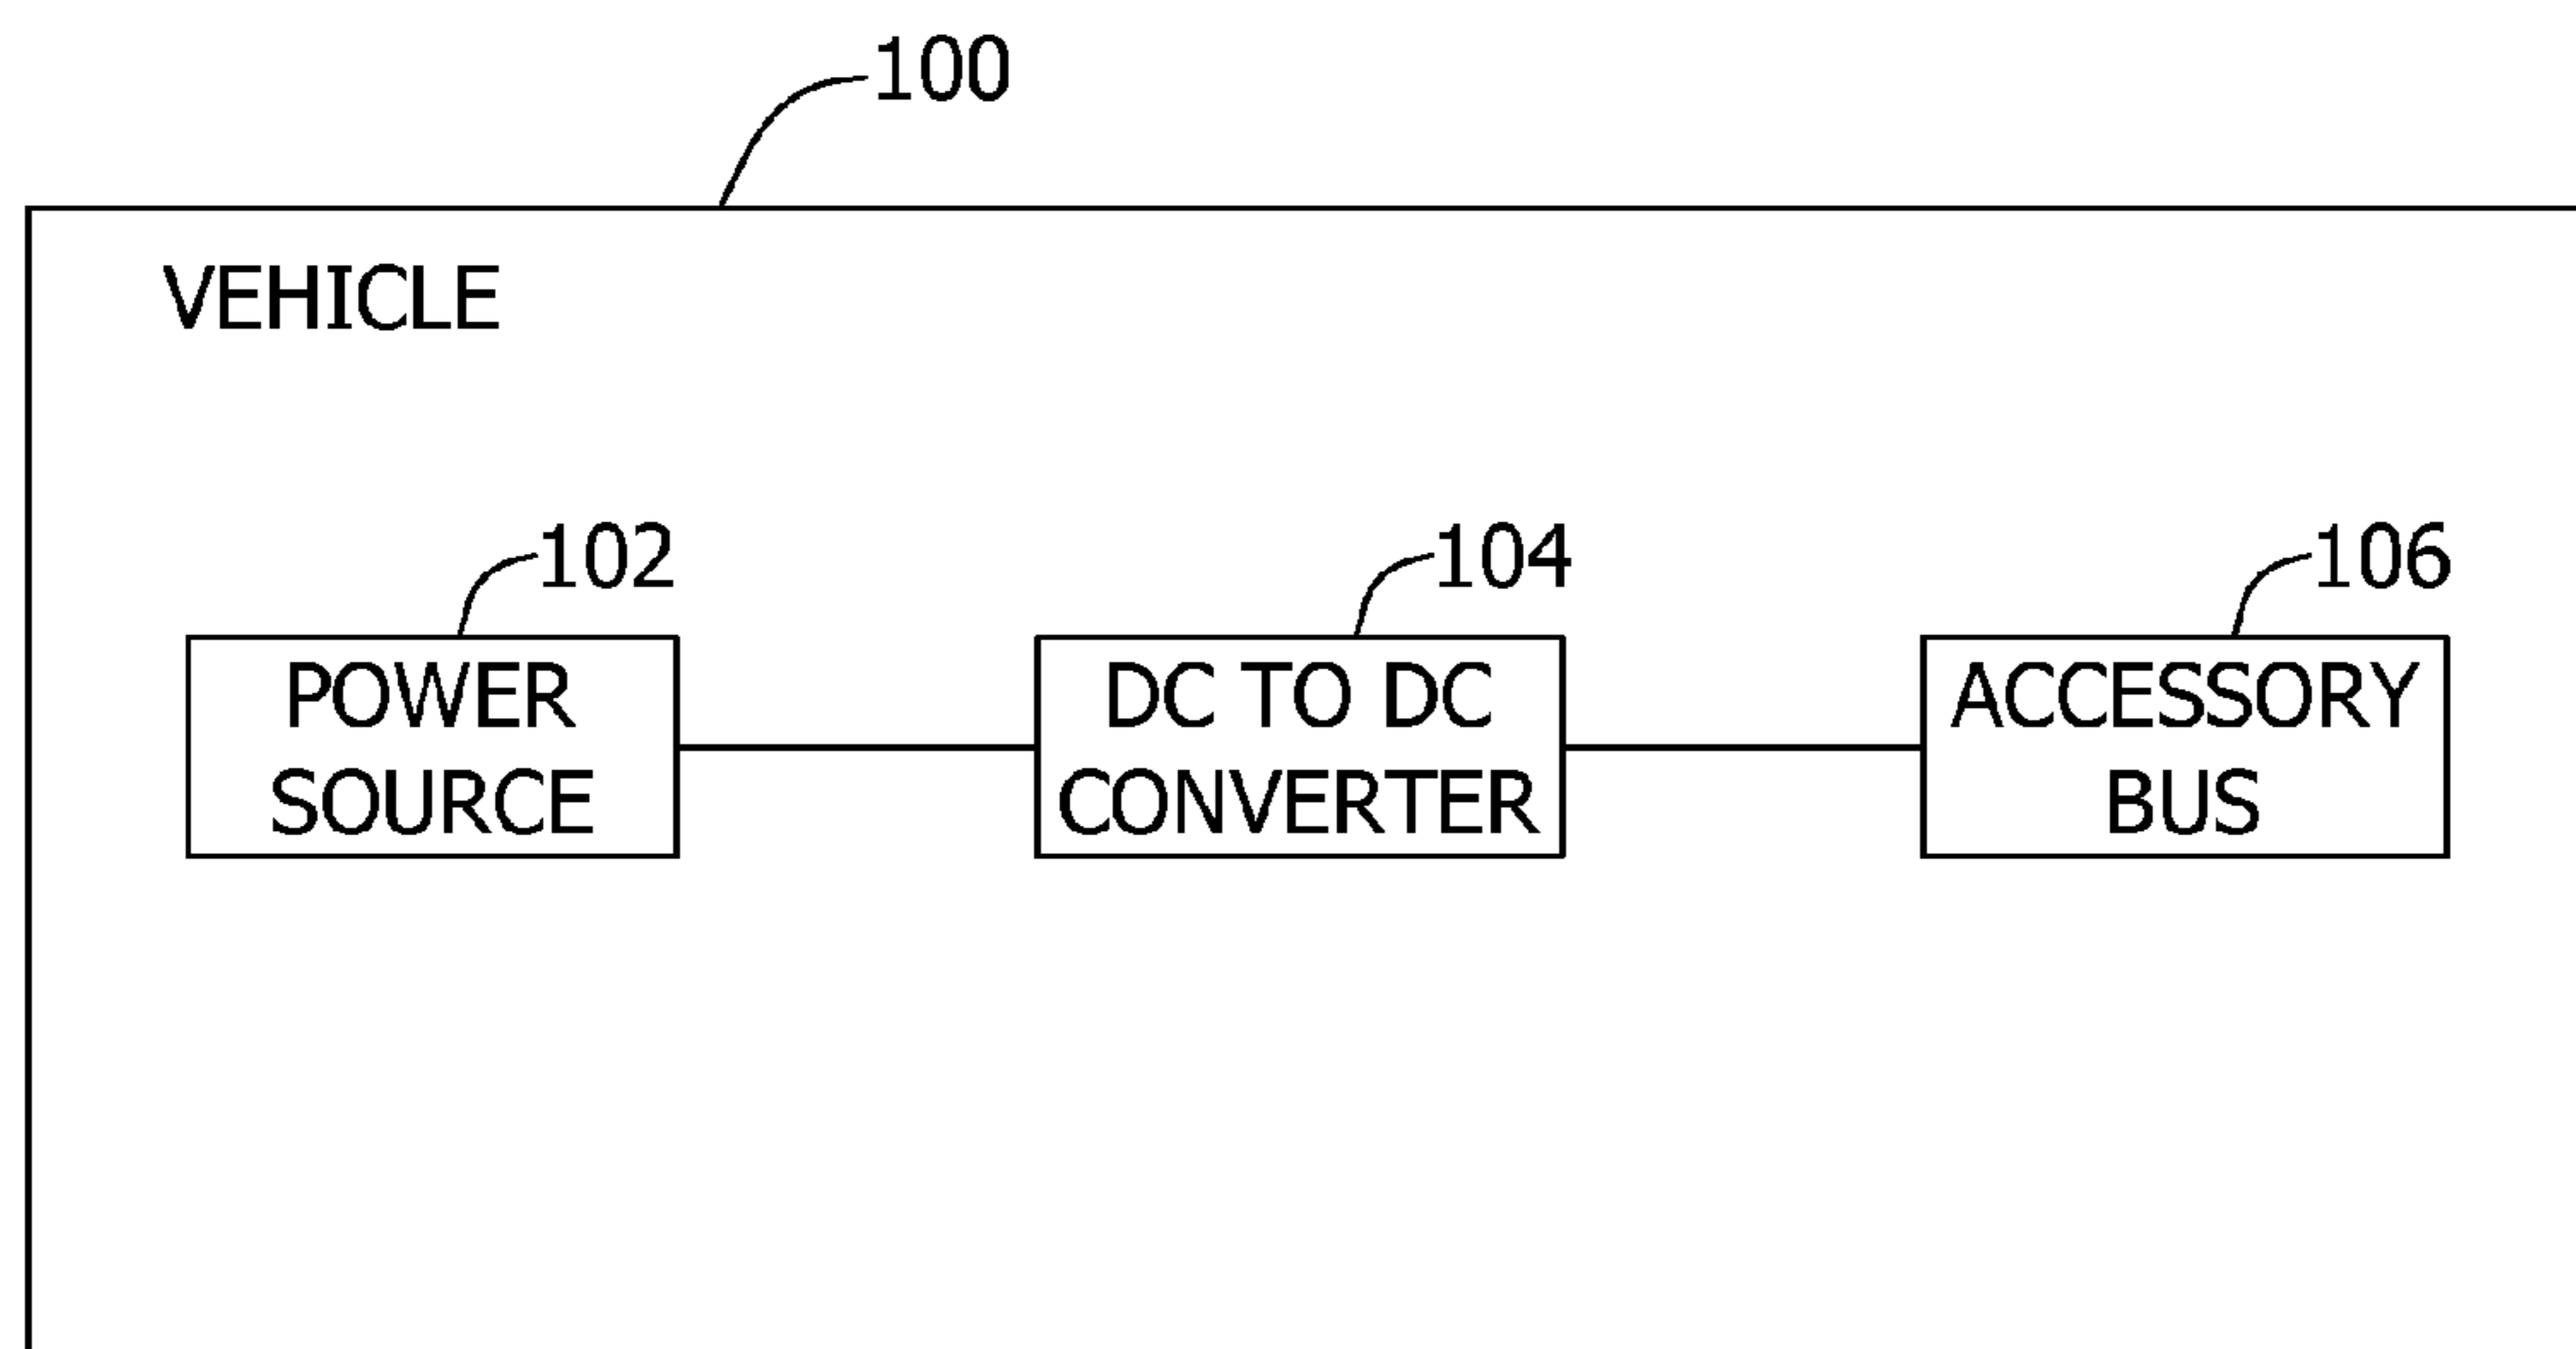 100
VEHICLE
102
104
106
POWER
SOURCE
DC TO DC
CONVERTER
ACCESSORY
BUS